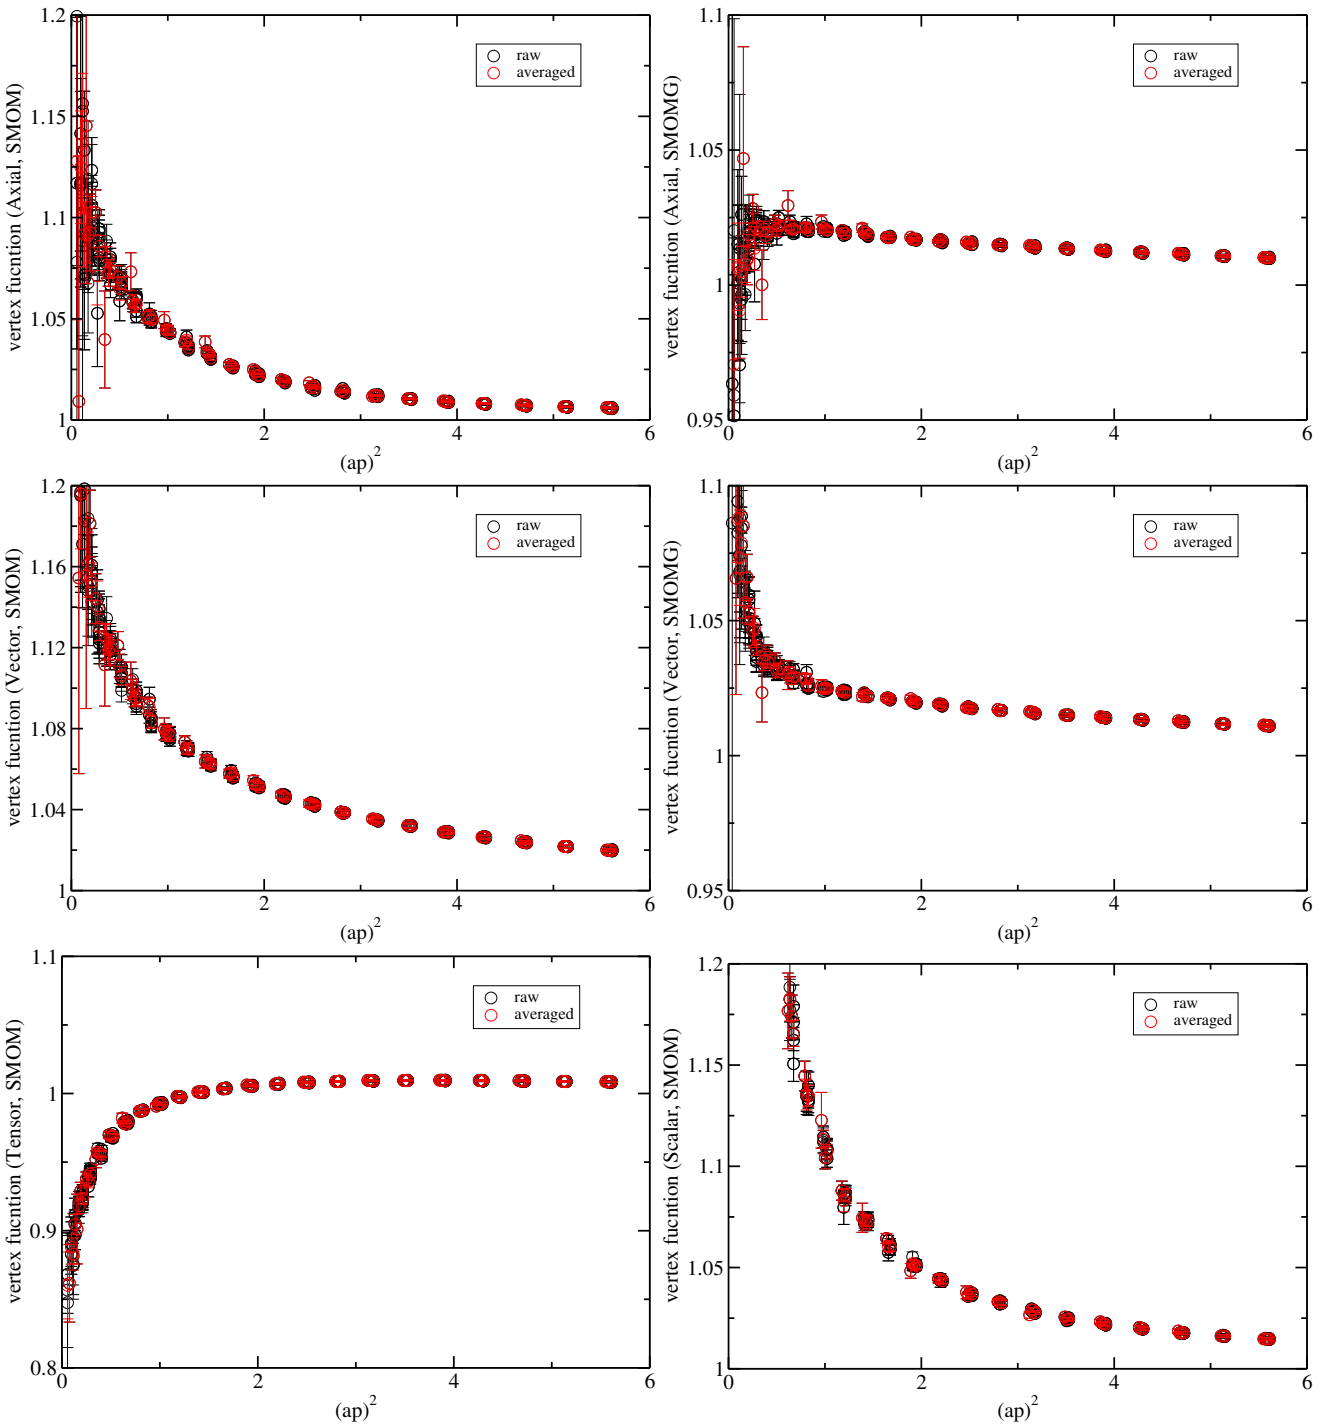 vertex fucntion (Axial, SMOM)
1.2
1.15
1.1
1.05
1
0
2
4
6
(ap)^2
raw
averaged
vertex fucntion (Axial, SMOMG)
1.1
1.05
1
0.95
0
2
4
6
(ap)^2
raw
averaged
vertex fucntion (Vector, SMOM)
1.2
1.16
1.12
1.08
1.04
1
0
2
4
6
(ap)^2
raw
averaged
vertex fucntion (Vector, SMOMG)
1.1
1.05
1
0.95
0
2
4
6
(ap)^2
raw
averaged
vertex fucntion (Tensor, SMOM)
1.1
1
0.9
0.8
0
2
4
6
(ap)^2
raw
averaged
vertex fucntion (Scalar, SMOM)
1.2
1.15
1.1
1.05
1
0
2
4
6
(ap)^2
raw
averaged